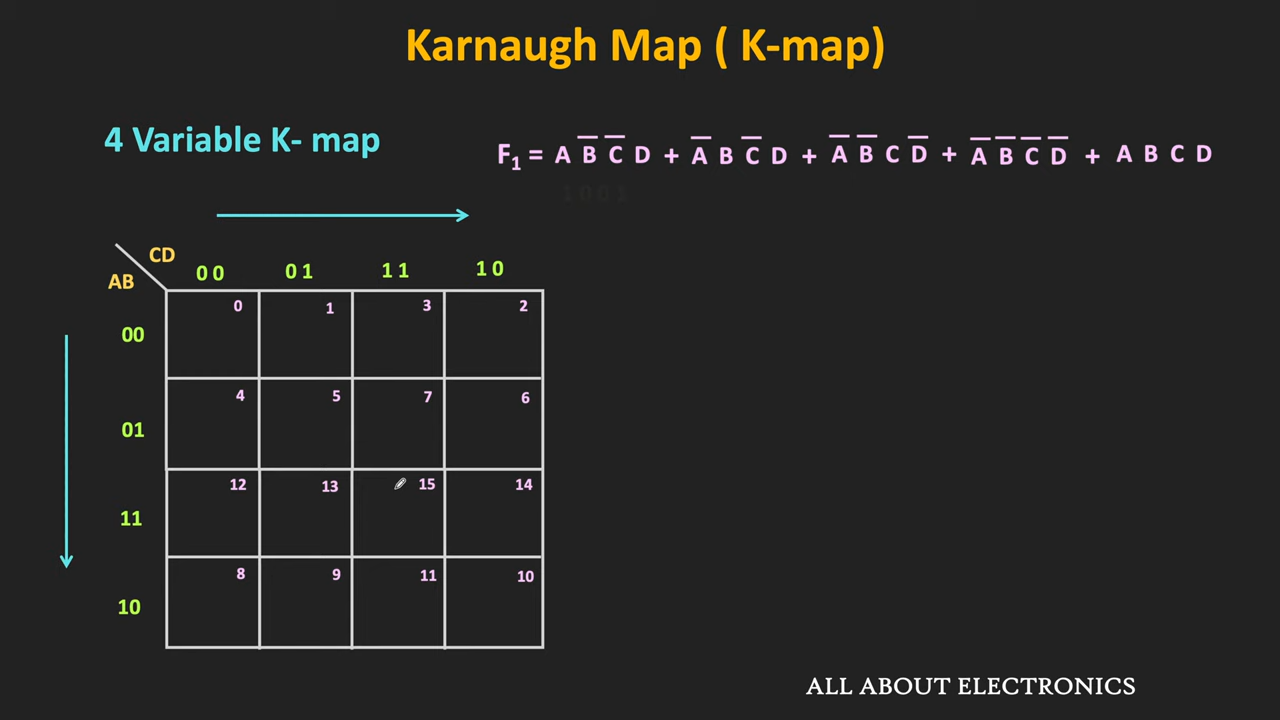 Karnaugh Map ( K-map)
4 Variable K- map
F₁ = A B̅ C̅ D + A̅ B C̅ D + A̅ B̅ C D̅ + A̅ B̅ C̅ D̅ + A B C D
CD
AB
0 0 0 1 1 1 1 0
00 0 1 3 2
01 4 5 7 6
11 12 13 15 14
10 8 9 11 10
ALL ABOUT ELECTRONICS